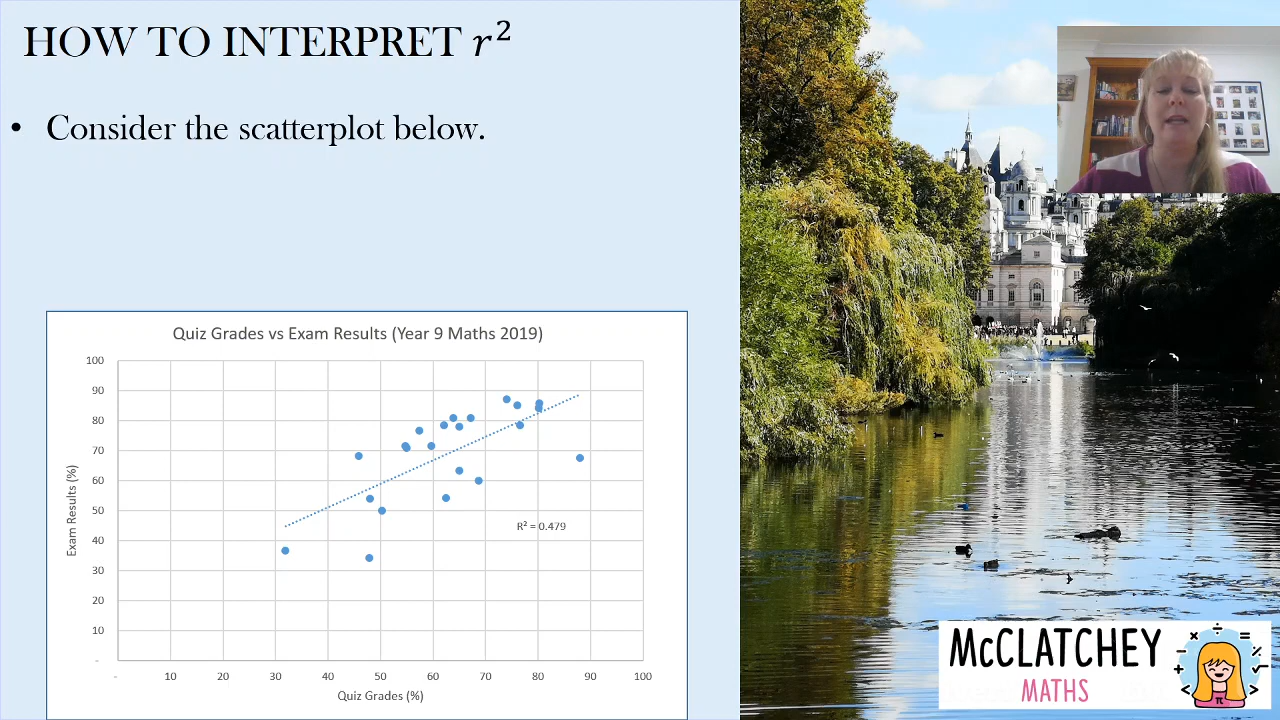 HOW TO INTERPRET r²
• Consider the scatterplot below.
Quiz Grades vs Exam Results (Year 9 Maths 2019)
100
90
80
70
60
50
40
30
20
10
-
Exam Results (%)
R² = 0.479
- 10 20 30 40 50 60 70 80 90 100
Quiz Grades (%)
McCLATCHEY
MATHS
× ÷ =
+ √
- π
< π >